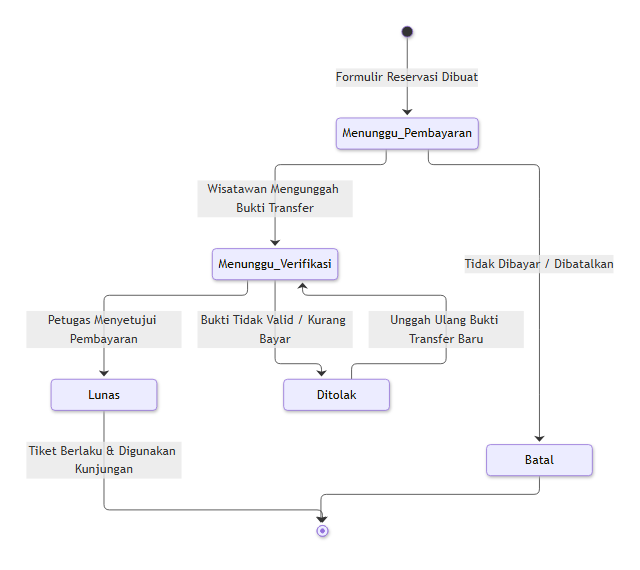 Formulir Reservasi Dibuat
Menunggu_Pembayaran
Wisatawan Mengunggah
Bukti Transfer
Menunggu_Verifikasi
Tidak Dibayar / Dibatalkan
Petugas Menyetujui
Pembayaran
Bukti Tidak Valid / Kurang
Bayar
Unggah Ulang Bukti
Transfer Baru
Lunas
Ditolak
Tiket Berlaku & Digunakan
Kunjungan
Batal